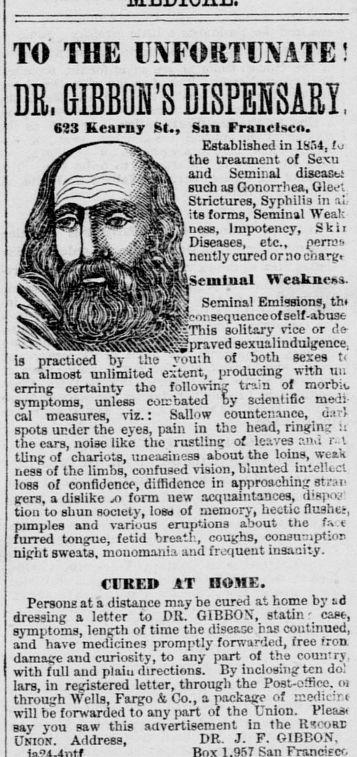 MEDICAL.
TO THE UNFORTUNATE!
DR. GIBBON'S DISPENSARY,
623 Kearny St., San Francisco.
Established in 1854, fo
the treatment of Sexu
and Seminal diseases
such as Gonorrhea, Gleet
Strictures, Syphilis in al
its forms, Seminal Weak
ness, Impotency, Skin
Diseases, etc., perma
nently cured or no charge
Seminal Weakness.
Seminal Emissions, the
consequence of self-abuse
This solitary vice or de
praved sexual indulgence,
is practiced by the youth of both sexes t
an almost unlimited extent, producing with un
erring certainty the following train of morbi
symptoms, unless combated by scientific medi
cal measures, viz.: Sallow countenance, dark
spots under the eyes, pain in the head, ringing i
the ears, noise like the rustling of leaves and rat
tling of chariots, uneasiness about the loins, weak
ness of the limbs, confused vision, blunted intellect
loss of confidence, diffidence in approaching stran
gers, a dislike to form new acquaintances, disposi
tion to shun society, loss of memory, hectic flushes,
pimples and various eruptions about the face
furred tongue, fetid breath, coughs, consumption
night sweats, monomania and frequent insanity.
CURED AT HOME.
Persons at a distance may be cured at home by ad
dressing a letter to DR. GIBBON, stating case,
symptoms, length of time the disease has continued,
and have medicines promptly forwarded, free from
damage and curiosity, to any part of the country,
with full and plain directions. By inclosing ten dol
lars, in registered letter, through the Post-office, or
through Wells, Fargo & Co., a package of medicine
will be forwarded to any part of the Union. Please
say you saw this advertisement in the RECORD
UNION. Address, DR. J. F. GIBBON,
ja24-4ptf Box 1,957 San Francisco